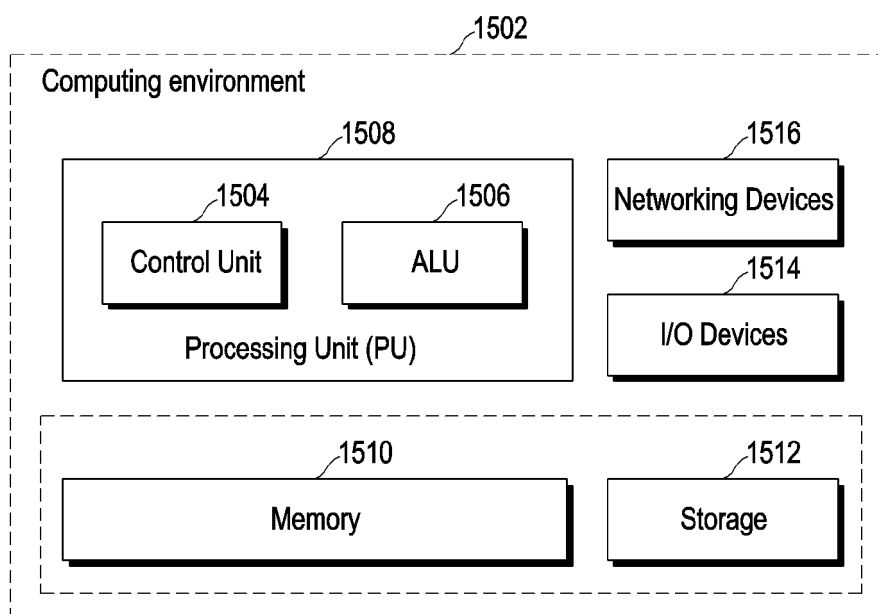 1502
Computing environment
1508
1516
1504
1506
Networking Devices
Control Unit
ALU
1514
Processing Unit (PU)
I/O Devices
1510
1512
Memory
Storage